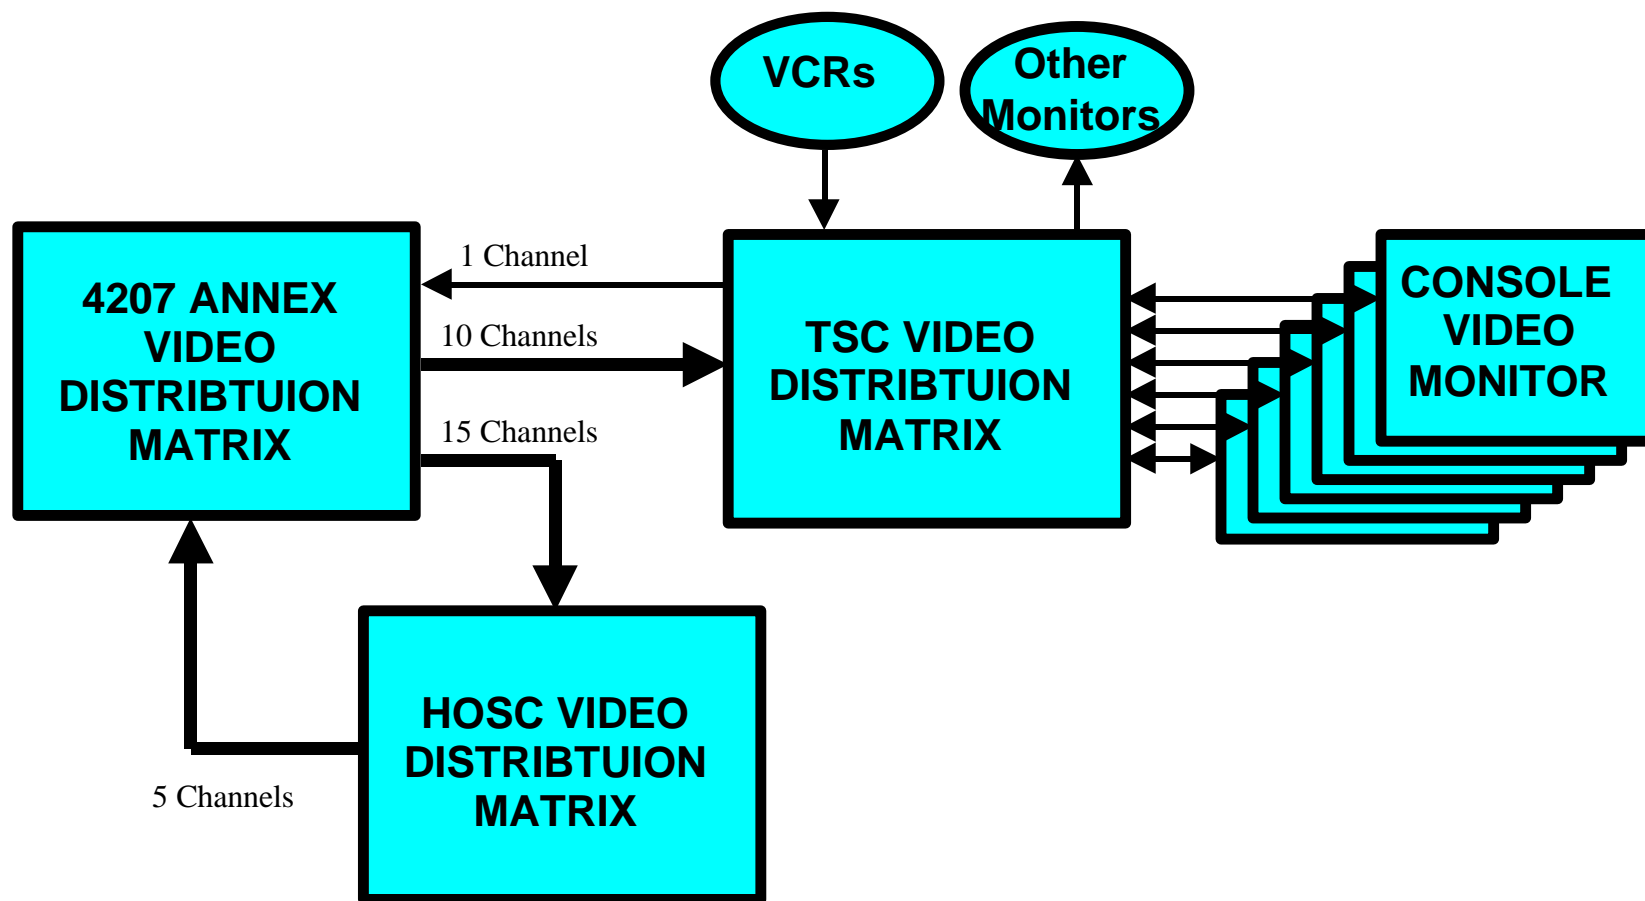 VCRs
Other
Monitors
1 Channel
4207 ANNEX
VIDEO
DISTRIBTUION
MATRIX
10 Channels
15 Channels
TSC VIDEO
DISTRIBTUION
MATRIX
CONSOLE
VIDEO
MONITOR
HOSC VIDEO
DISTRIBTUION
MATRIX
5 Channels